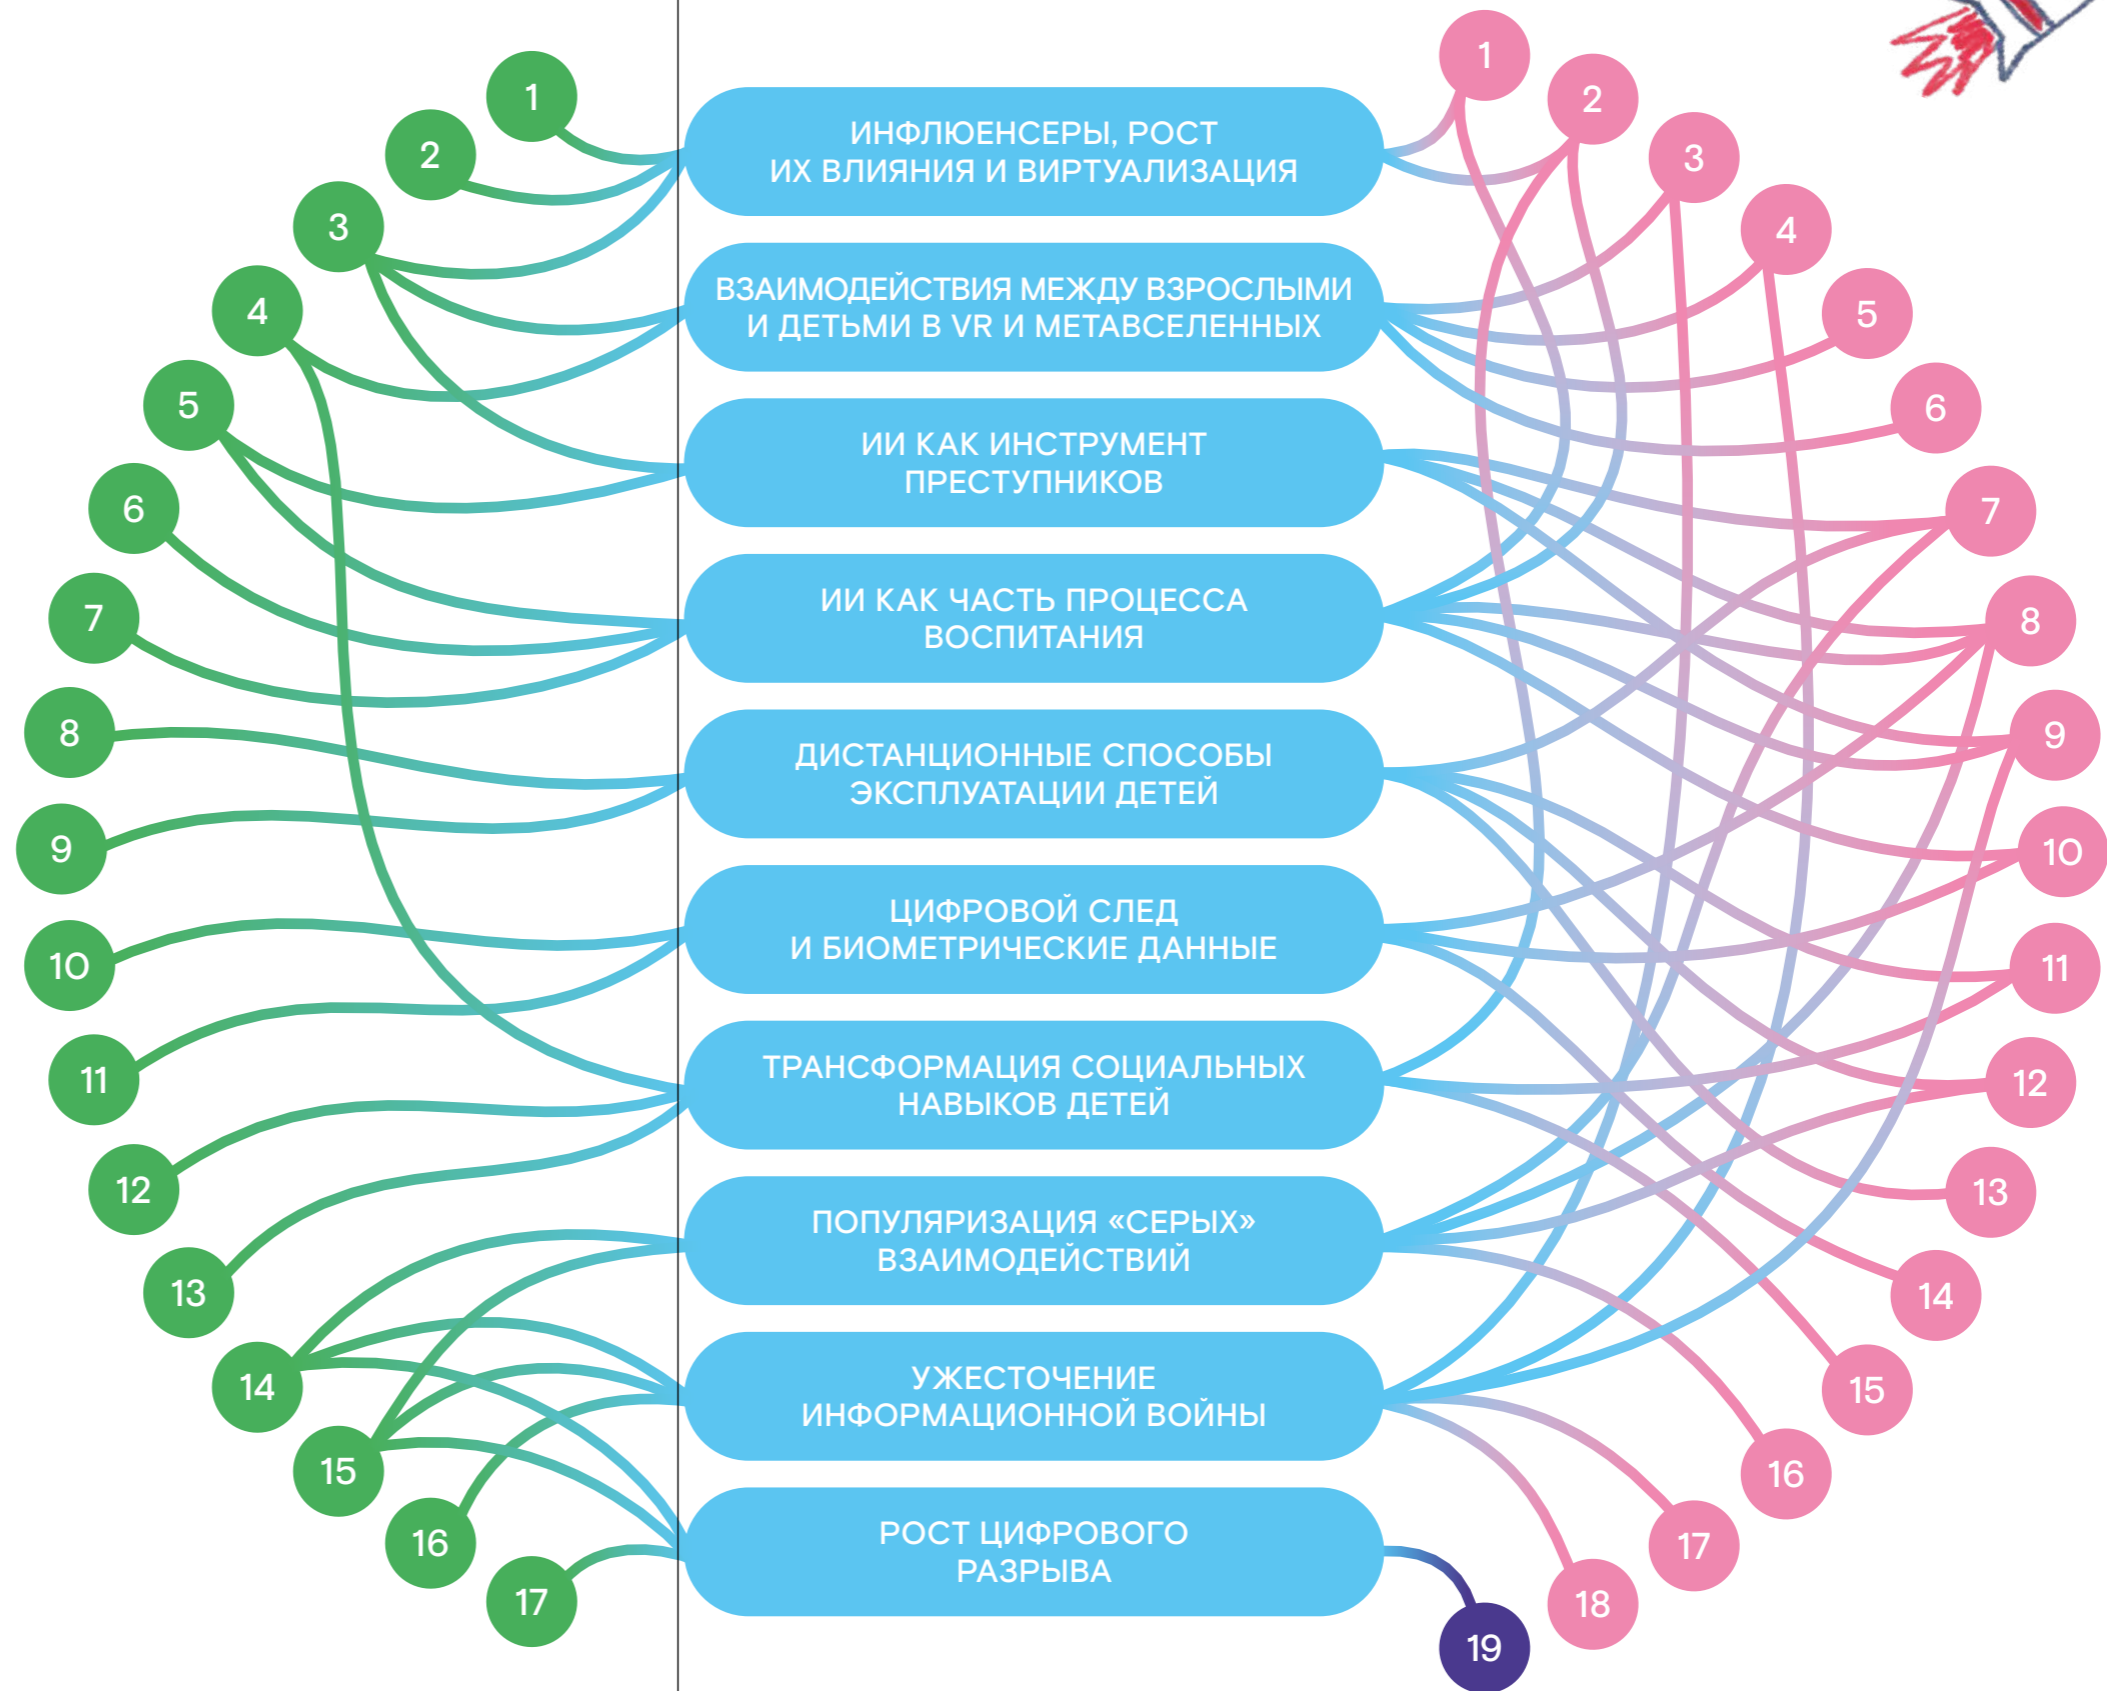 1
2
3
4
5
6
7
8
9
10
11
12
13
14
15
16
17
ИНФЛЮЕНСЕРЫ, РОСТ
ИХ ВЛИЯНИЯ И ВИРТУАЛИЗАЦИЯ
ВЗАИМОДЕЙСТВИЯ МЕЖДУ ВЗРОСЛЫМИ
И ДЕТЬМИ В VR И МЕТАВСЕЛЕННЫХ
ИИ КАК ИНСТРУМЕНТ
ПРЕСТУПНИКОВ
ИИ КАК ЧАСТЬ ПРОЦЕССА
ВОСПИТАНИЯ
ДИСТАНЦИОННЫЕ СПОСОБЫ
ЭКСПЛУАТАЦИИ ДЕТЕЙ
ЦИФРОВОЙ СЛЕД
И БИОМЕТРИЧЕСКИЕ ДАННЫЕ
ТРАНСФОРМАЦИЯ СОЦИАЛЬНЫХ
НАВЫКОВ ДЕТЕЙ
ПОПУЛЯРИЗАЦИЯ «СЕРЫХ»
ВЗАИМОДЕЙСТВИЙ
УЖЕСТОЧЕНИЕ
ИНФОРМАЦИОННОЙ ВОЙНЫ
РОСТ ЦИФРОВОГО
РАЗРЫВА
1
2
3
4
5
6
7
8
9
10
11
12
13
14
15
16
17
18
19